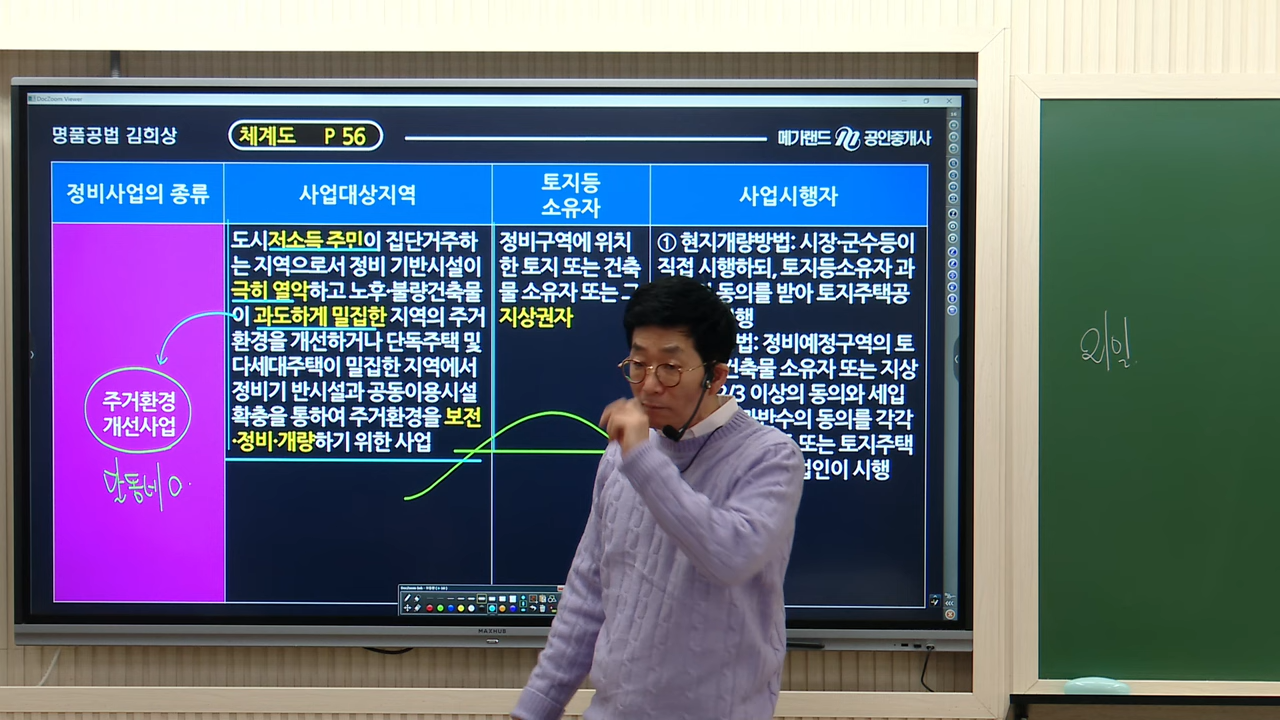 DocZoom Viewer
명품공법 김희상
체계도 P 56
메가랜드 공인중개사
정비사업의 종류
사업대상지역
토지등
소유자
사업시행자
주거환경
개선사업
달동네
도시저소득 주민이 집단거주하
는 지역으로서 정비 기반시설이
극히 열악하고 노후·불량건축물
이 과도하게 밀집한 지역의 주거
환경을 개선하거나 단독주택 및
다세대주택이 밀집한 지역에서
정비기 반시설과 공동이용시설
확충을 통하여 주거환경을 보전
·정비·개량하기 위한 사업
정비구역에 위치
한 토지 또는 건축
물 소유자 또는 그
지상권자
① 현지개량방법: 시장·군수등이
직접 시행하되, 토지등소유자 과
동의를 받아 토지주택공
행
법: 정비예정구역의 토
건축물 소유자 또는 지상
2/3 이상의 동의와 세입
과반수의 동의를 각각
또는 토지주택
법인이 시행
MAXHUB